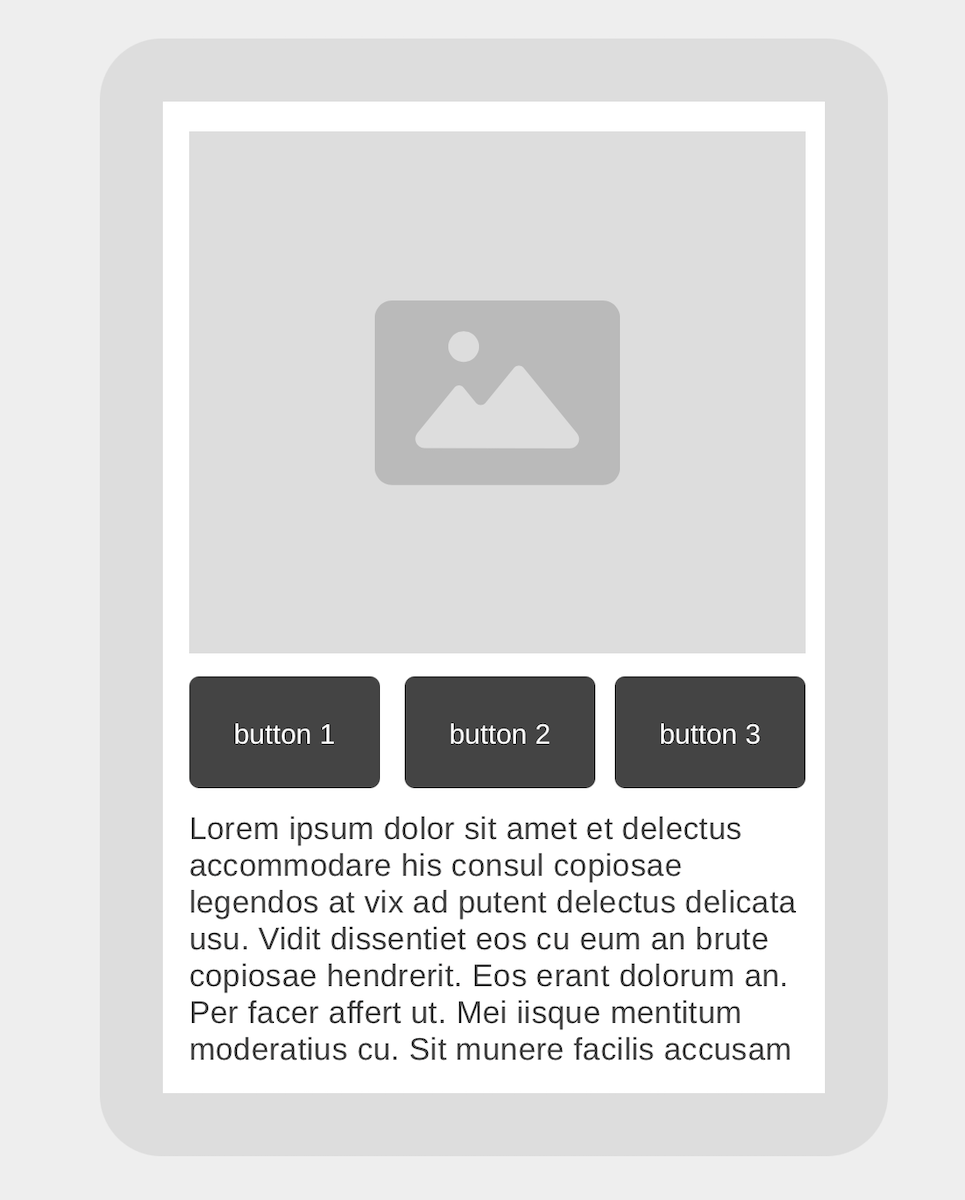 button 1
button 2
button 3
Lorem ipsum dolor sit amet et delectus
accommodare his consul copiosae
legendos at vix ad putent delectus delicata
usu. Vidit dissentiet eos cu eum an brute
copiosae hendrerit. Eos erant dolorum an.
Per facer affert ut. Mei iisque mentitum
moderatius cu. Sit munere facilis accusam